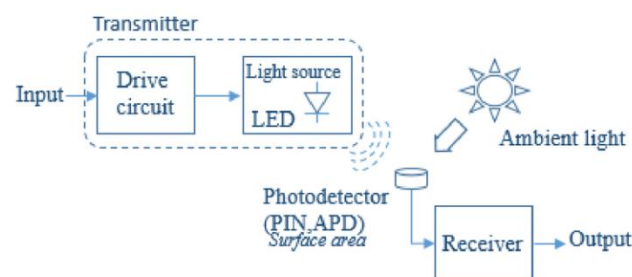 Transmitter
Input
Drive
circuit
Light source
LED
Ambient light
Photodetector
(PIN,APD)
Surface area
Receiver
Output